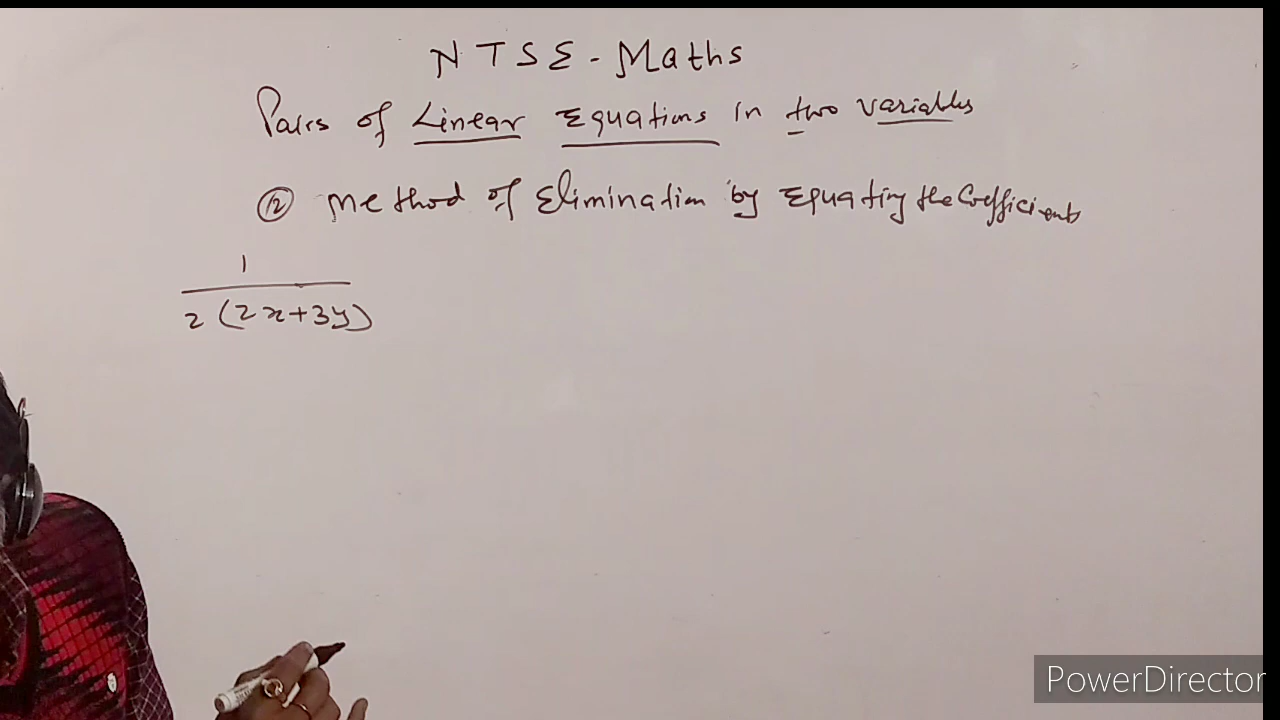 NTSE - Maths
Pairs of Linear Equations in two variables
② Method of Elimination by Equating the Coefficients
1
2 (2x+3y)
PowerDirector